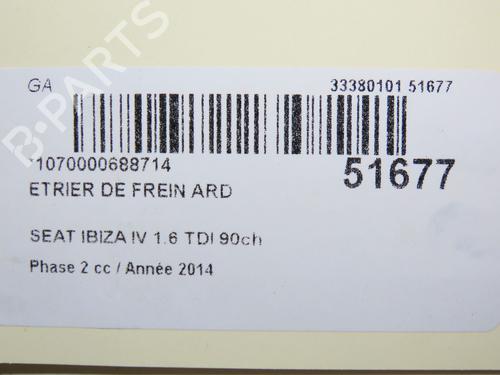 B-PARTS
GA
33380101 51677
*1070000688714
51677
ETRIER DE FREIN ARD
SEAT IBIZA IV 1.6 TDI 90ch
Phase 2 cc / Année 2014